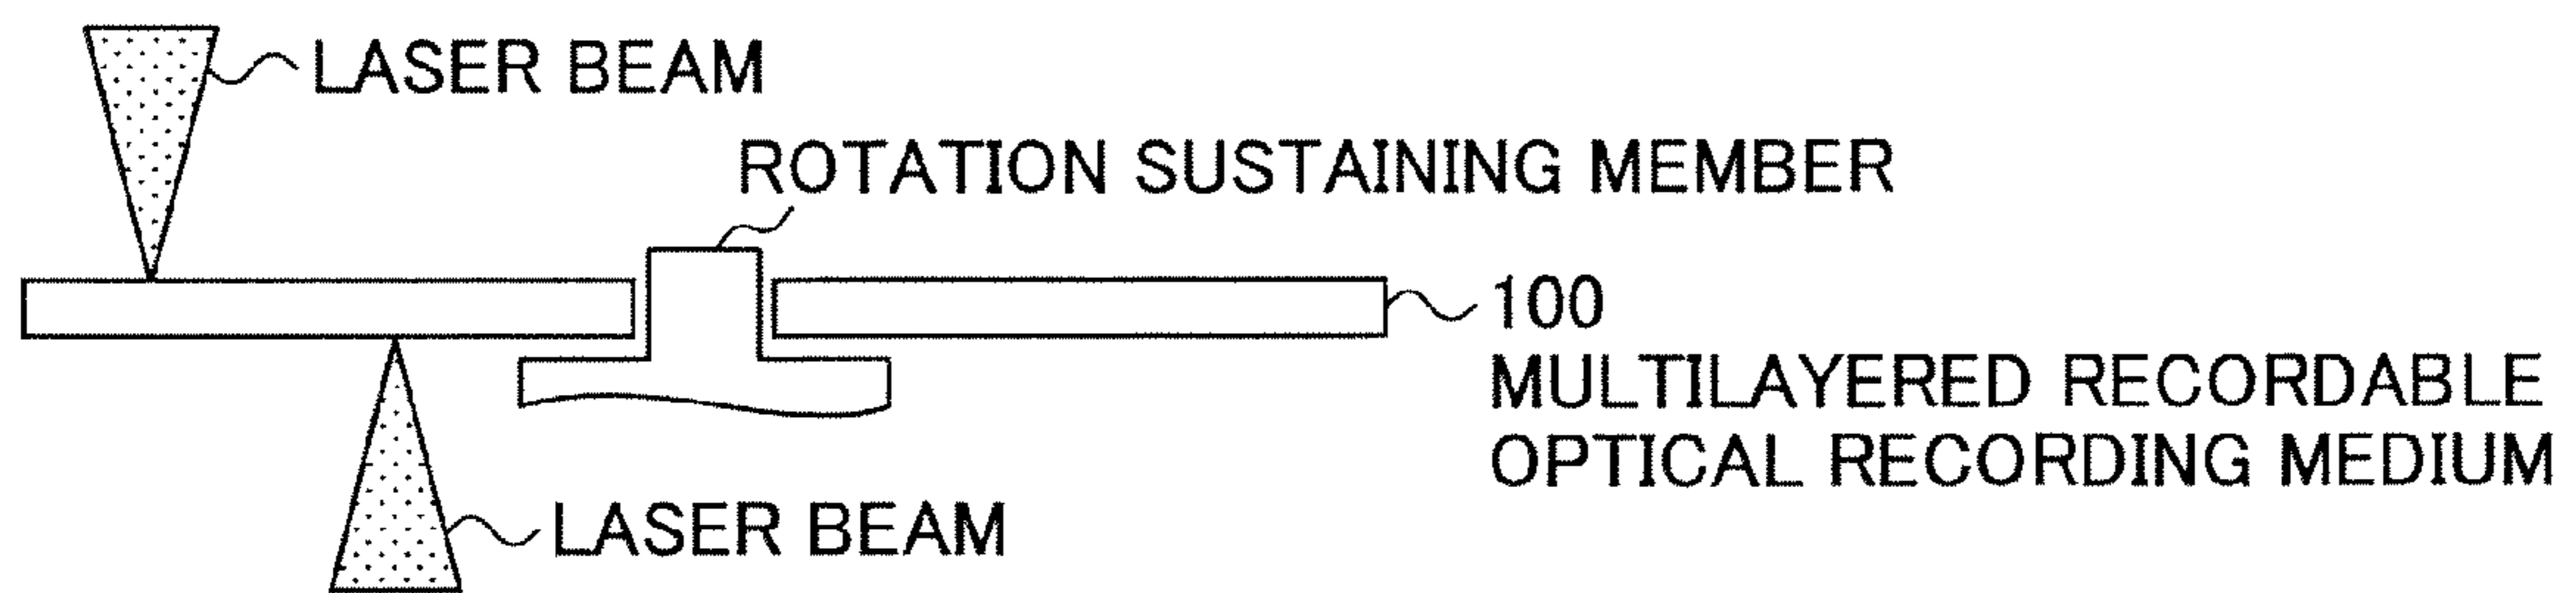 LASER BEAM
ROTATION SUSTAINING MEMBER
100
MULTILAYERED RECORDABLE
OPTICAL RECORDING MEDIUM
LASER BEAM